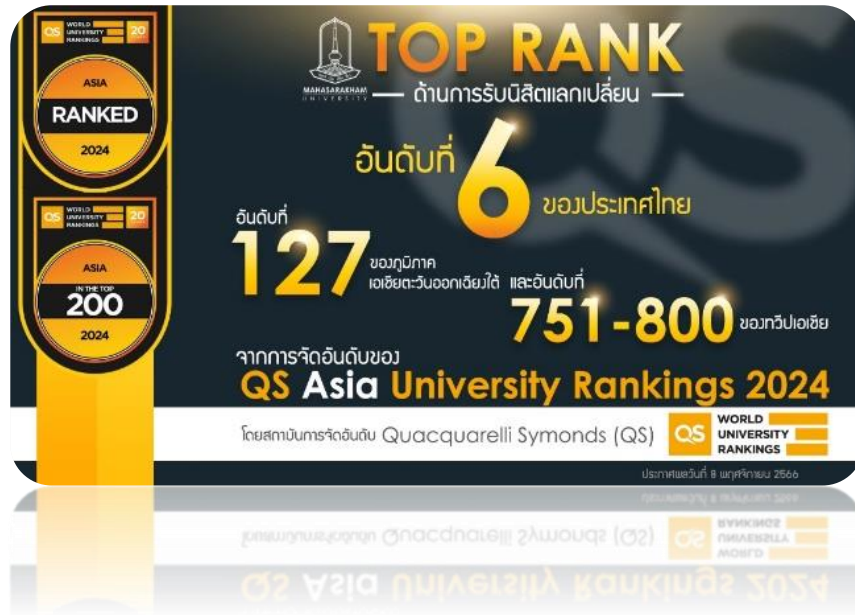 QS WORLD UNIVERSITY RANKINGS 20
ASIA
RANKED
2024
QS WORLD UNIVERSITY RANKINGS 20
ASIA
IN THE TOP
200
2024
MAHASARAKHAM
UNIVERSITY
TOP RANK
ด้านการรับนิสิตแลกเปลี่ยน
อันดับที่ 6 ของประเทศไทย
อันดับที่
127 ของภูมิภาค
เอเชียตะวันออกเฉียงใต้ และอันดับที่
751-800 ของทวีปเอเชีย
จากการจัดอันดับของ
QS Asia University Rankings 2024
โดยสถาบันการจัดอันดับ Quacquarelli Symonds (QS)
QS WORLD
UNIVERSITY
RANKINGS
ประกาศผลวันที่ 8 พฤศจิกายน 2566